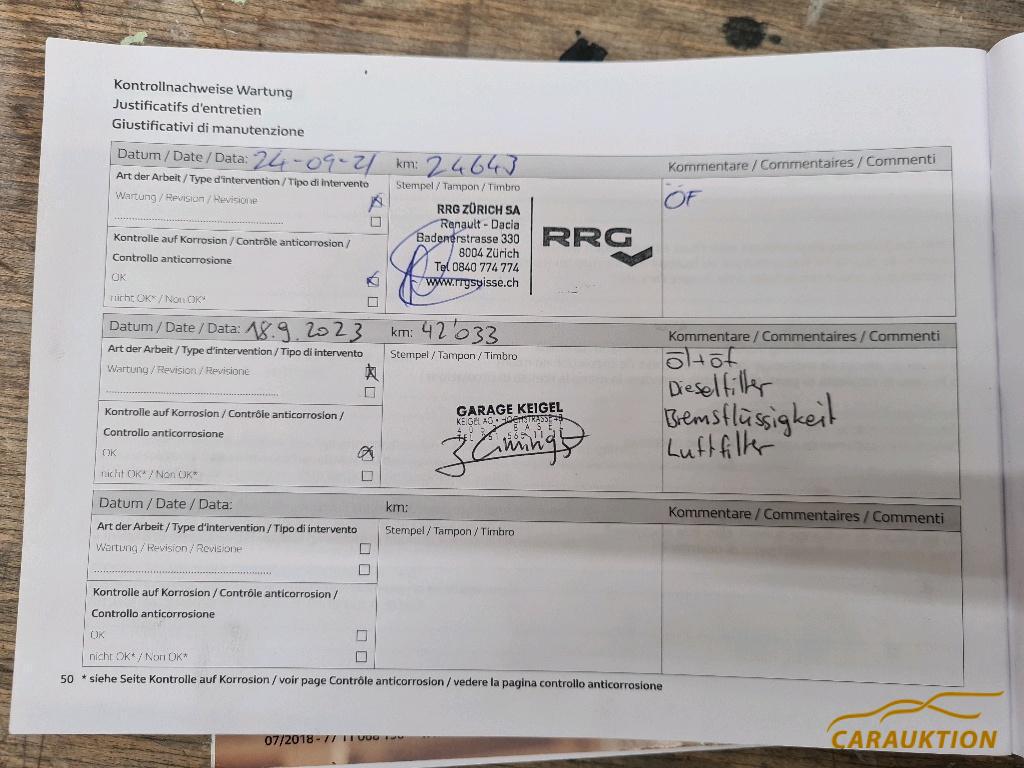 Kontrollnachweise Wartung
Justificatifs d'entretien
Giustificativi di manutenzione
Datum / Date / Data: 24-09-21 km: 24643 Kommentare / Commentaires / Commenti
Art der Arbeit / Type d'intervention / Tipo di intervento Stempel / Tampon / Timbro
ÖF
Wartung / Revision / Revisione
RRG ZÜRICH SA
Renault - Dacia
Badenerstrasse 330
8004 Zürich
Tel 0840 774 774
www.rrgsuisse.ch
RRG
Kontrolle auf Korrosion / Contrôle anticorrosion /
Controllo anticorosione
OK
nicht OK* / Non OK*
Datum / Date / Data: 18.9.2023 km: 42'033 Kommentare / Commentaires / Commenti
Art der Arbeit / Type d'intervention / Tipo di intervento Stempel / Tampon / Timbro
öl+öf
Dieselfilter
Bremsflüssigkeit
Luftfilter
Wartung / Revision / Revisione
GARAGE KEIGEL
KEIGEL AG
Kontrolle auf Korrosion / Contrôle anticorrosion /
Controllo anticorosione
OK
nicht OK* / Non OK*
Datum / Date / Data: km: Kommentare / Commentaires / Commenti
Art der Arbeit / Type d'intervention / Tipo di intervento Stempel / Tampon / Timbro
Wartung / Revision / Revisione
Kontrolle auf Korrosion / Contrôle anticorrosion /
Controllo anticorosione
OK
nicht OK* / Non OK*
50 * siehe Seite Kontrolle auf Korrosion / voir page Contrôle anticorrosion / vedere la pagina controllo anticorosione
07/2018 - 77 11
CARAUKTION